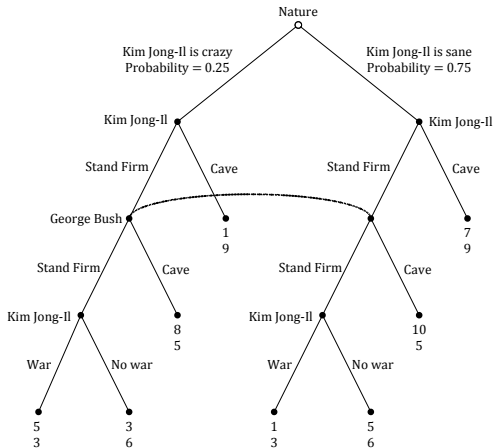 Nature
Kim Jong-Il is crazy
Probability = 0.25
Kim Jong-Il is sane
Probability = 0.75
Kim Jong-Il
Kim Jong-Il
Stand Firm
Cave
Stand Firm
Cave
George Bush
1
9
7
9
Stand Firm
Cave
Stand Firm
Cave
Kim Jong-Il
8
5
Kim Jong-Il
10
5
War
No war
War
No war
5
3
3
6
1
3
5
6